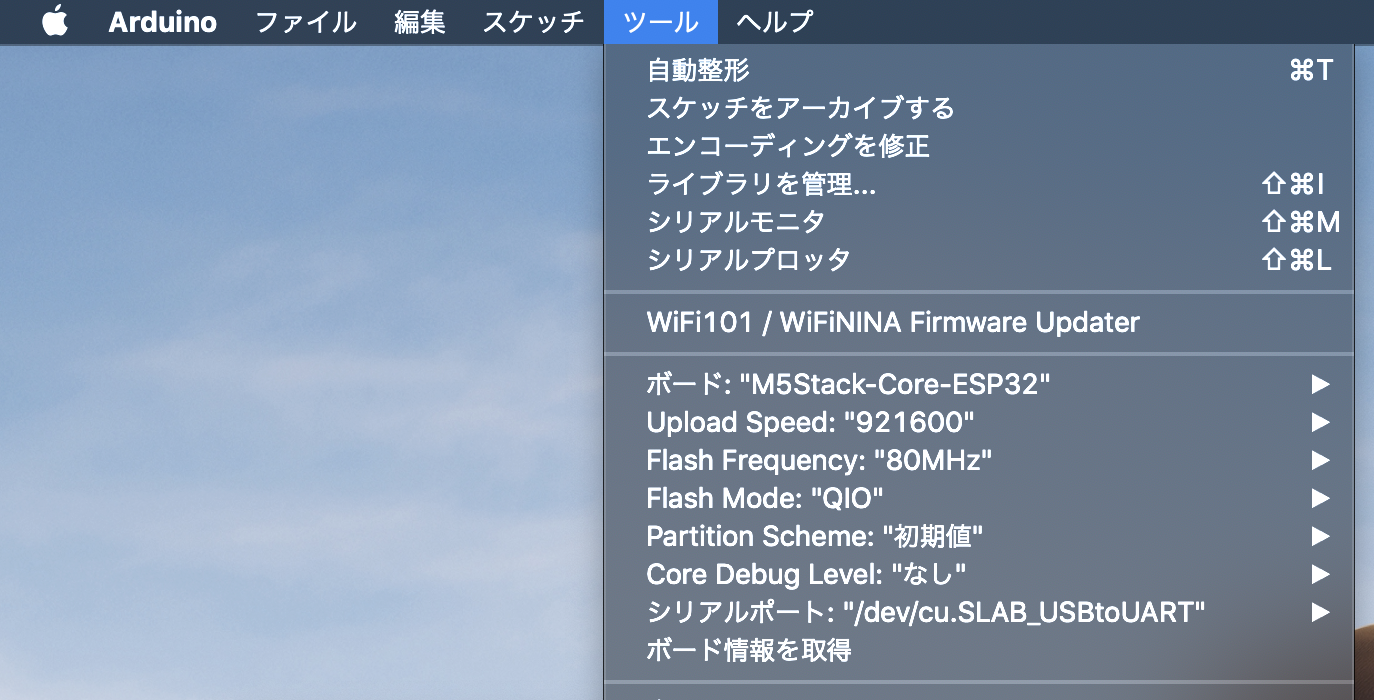 Arduino ファイル 編集 スケッチ ツール ヘルプ
自動整形 ⌘T
スケッチをアーカイブする
エンコーディングを修正
ライブラリを管理... ⇧⌘I
シリアルモニタ ⇧⌘M
シリアルプロッタ ⇧⌘L
WiFi101 / WiFiNINA Firmware Updater
ボード: "M5Stack-Core-ESP32" ▶
Upload Speed: "921600" ▶
Flash Frequency: "80MHz" ▶
Flash Mode: "QIO" ▶
Partition Scheme: "初期値" ▶
Core Debug Level: "なし" ▶
シリアルポート: "/dev/cu.SLAB_USBtoUART" ▶
ボード情報を取得